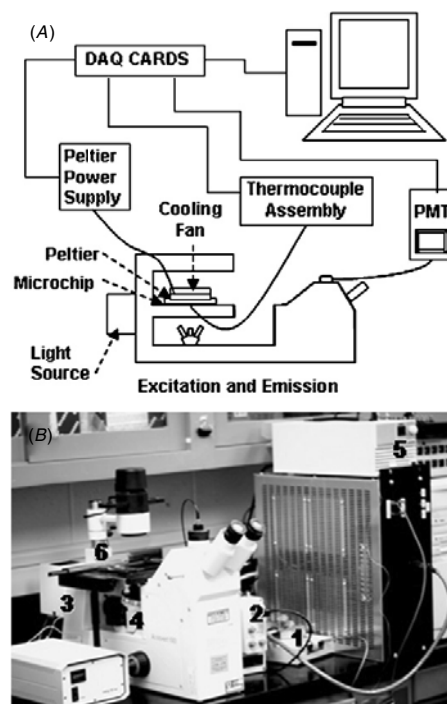 (A)
DAQ CARDS
Peltier
Power
Supply
Cooling
Fan
Thermocouple
Assembly
PMT
Peltier
Microchip
Light
Source
Excitation and Emission
(B)
5
6
3
4
2
1